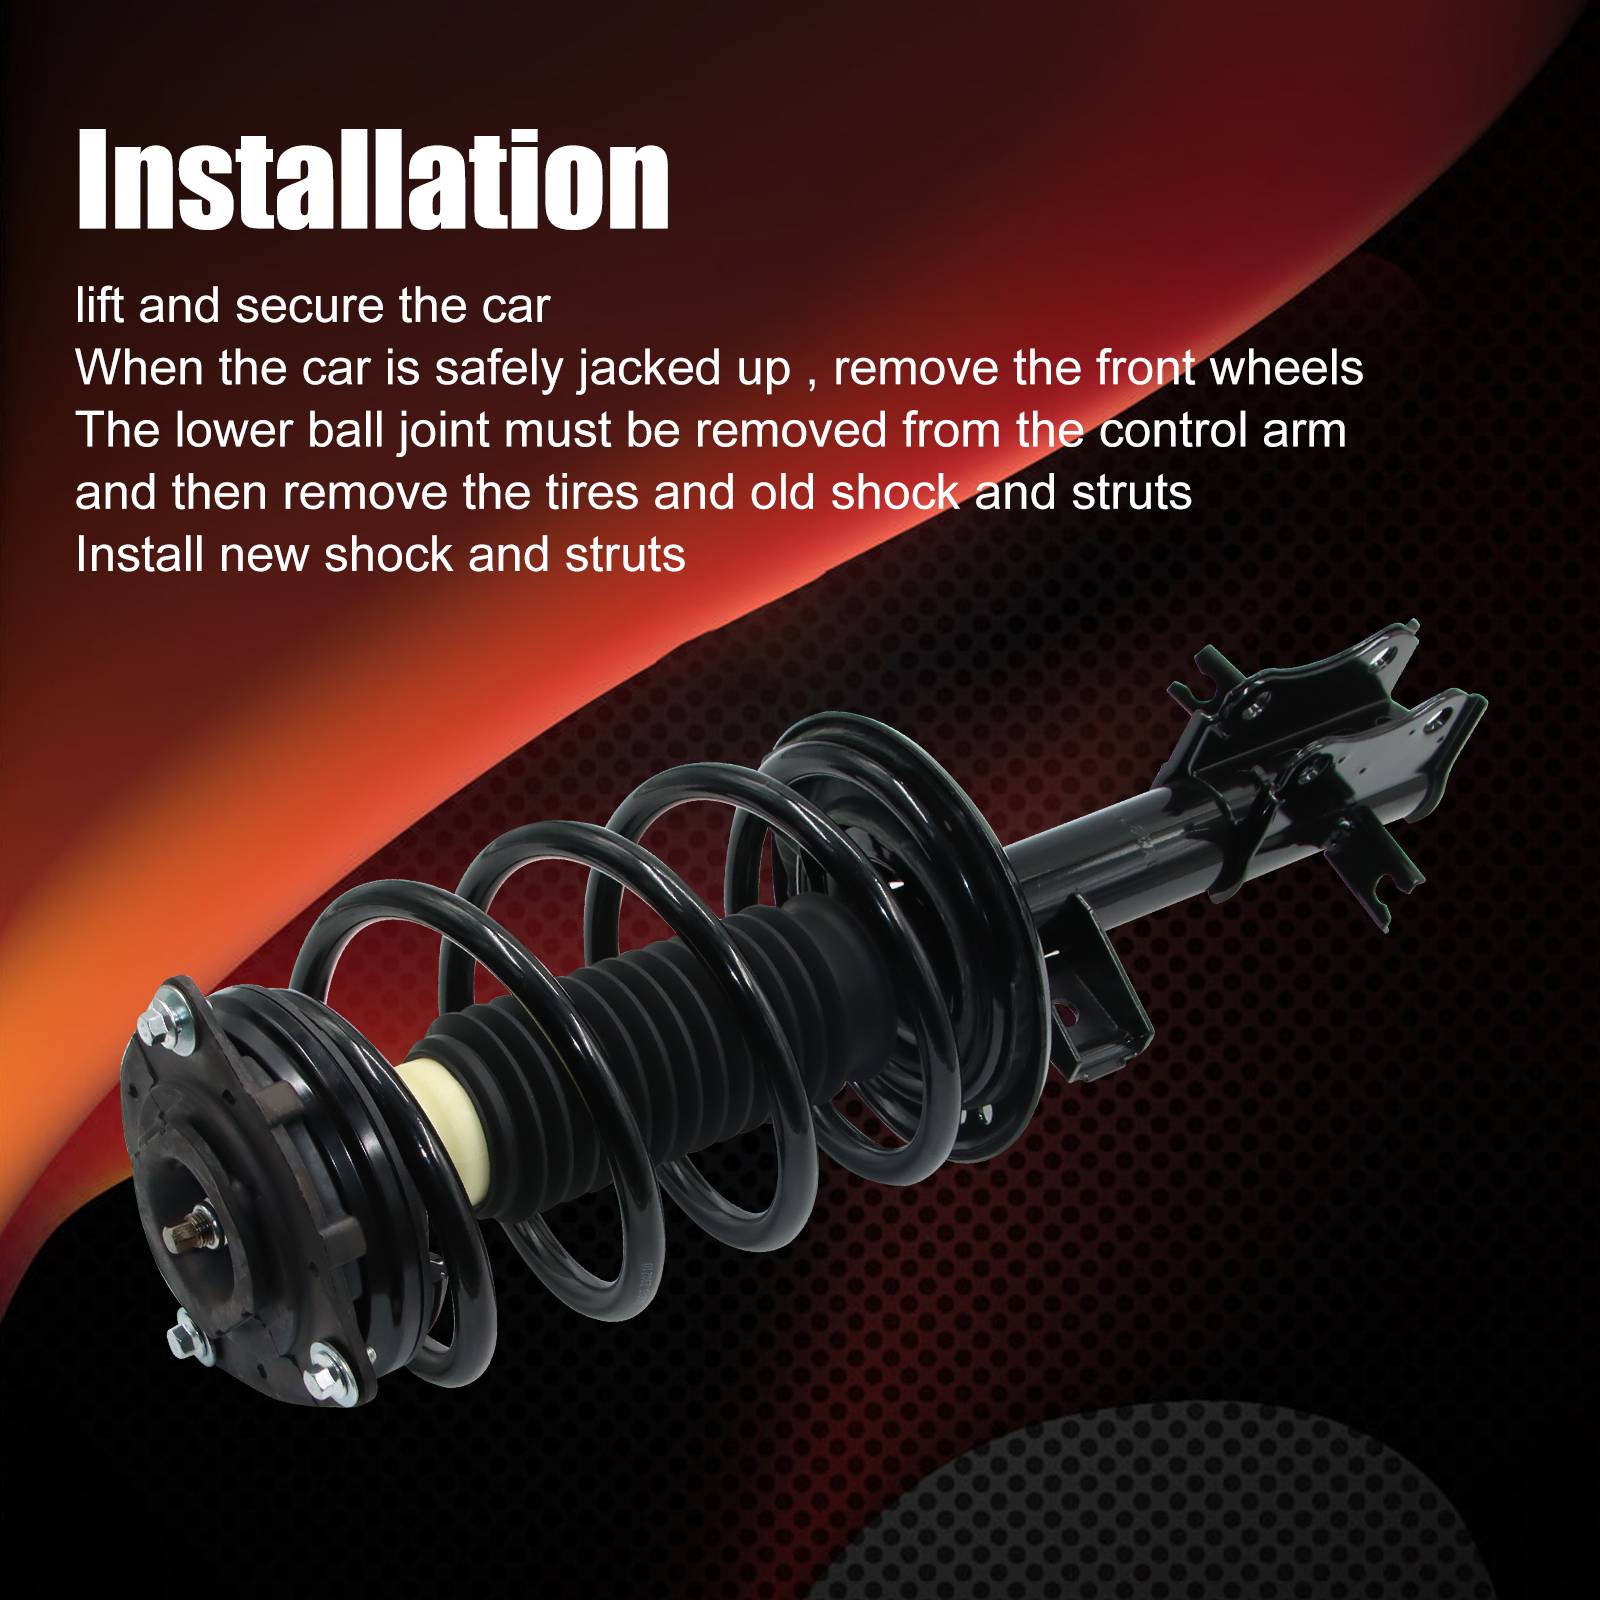 Installation
lift and secure the car
When the car is safely jacked up , remove the front wheels
The lower ball joint must be removed from the control arm
and then remove the tires and old shock and struts
Install new shock and struts